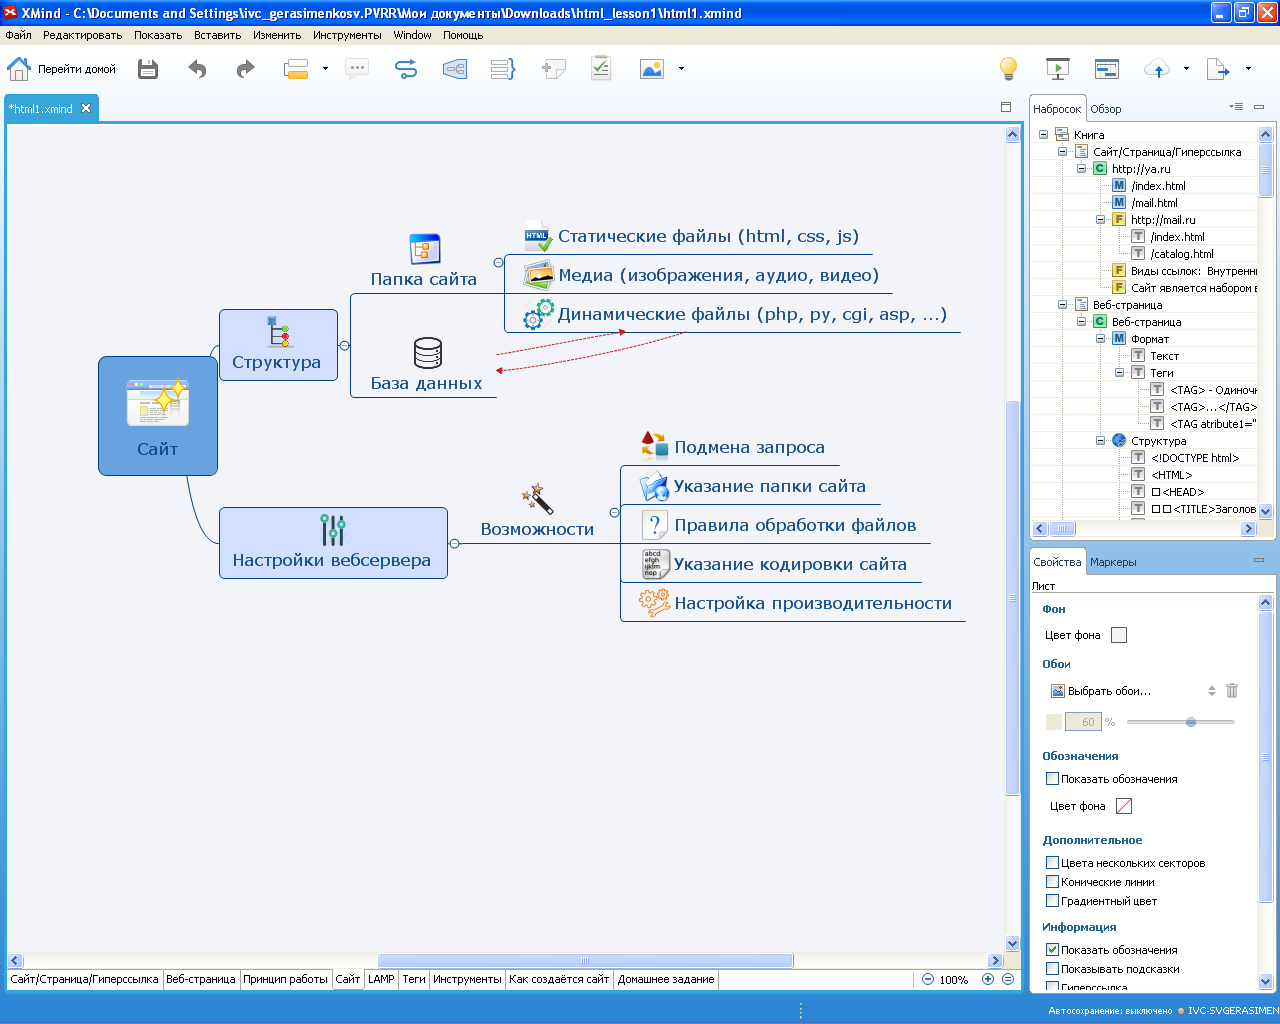 XMind - C:\Documents and Settings\ivc_gerasimenkosv.PVRR\Мои документы\Downloads\html_lesson1\html1.xmind
Файл Редактировать Показать Вставить Изменить Инструменты Window Помощь
Перейти домой
*html1.xmind
Статические файлы (html, css, js)
HTML
Папка сайта
Медиа (изображения, аудио, видео)
Динамические файлы (php, py, cgi, asp, ...)
Структура
База данных
Сайт
Подмена запроса
Указание папки сайта
Возможности
Правила обработки файлов
Настройки вебсервера
abcd
efgh
ijklm
nop
Указание кодировки сайта
Настройка производительности
Сайт/Страница/Гиперссылка Веб-страница Принцип работы Сайт LAMP Теги Инструменты Как создаётся сайт Домашнее задание
100%
Набросок Обзор
Книга
Сайт/Страница/Гиперссылка
C http://ya.ru
M /index.html
M /mail.html
F http://mail.ru
T /index.html
T /catalog.html
F Виды ссылок: Внутренн
F Сайт является набором в
Веб-страница
C Веб-страница
M Формат
T Текст
T Теги
T <TAG> - Одиночн
T <TAG>...</TAG>
T <TAG atribute1="
Структура
T <!DOCTYPE html>
T <HTML>
T <HEAD>
T <TITLE>Заголов
Свойства Маркеры
Лист
Фон
Цвет фона
Обои
Выбрать обои...
60 %
Обозначения
Показать обозначения
Цвет фона
Дополнительное
Цвета нескольких секторов
Конические линии
Градиентный цвет
Информация
Показать обозначения
Показывать подсказки
Гиперссылка
Автосохранение: выключено IVC-SVGERASIMEN